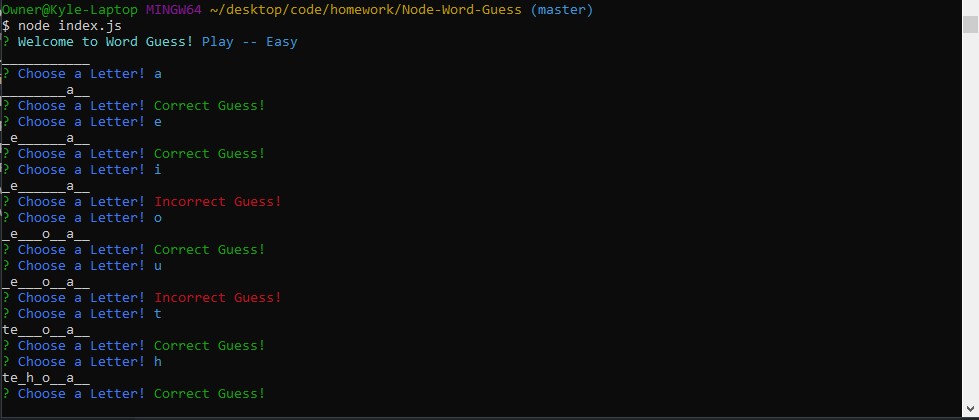 Owner@Kyle-Laptop MINGW64 ~/desktop/code/homework/Node-Word-Guess (master)
$ node index.js
? Welcome to Word Guess! Play -- Easy
___________
? Choose a Letter! a
________a__
? Choose a Letter! Correct Guess!
? Choose a Letter! e
_e______a__
? Choose a Letter! Correct Guess!
? Choose a Letter! i
_e______a__
? Choose a Letter! Incorrect Guess!
? Choose a Letter! o
_e___o__a__
? Choose a Letter! Correct Guess!
? Choose a Letter! u
_e___o__a__
? Choose a Letter! Incorrect Guess!
? Choose a Letter! t
te___o__a__
? Choose a Letter! Correct Guess!
? Choose a Letter! h
te_h_o__a__
? Choose a Letter! Correct Guess!